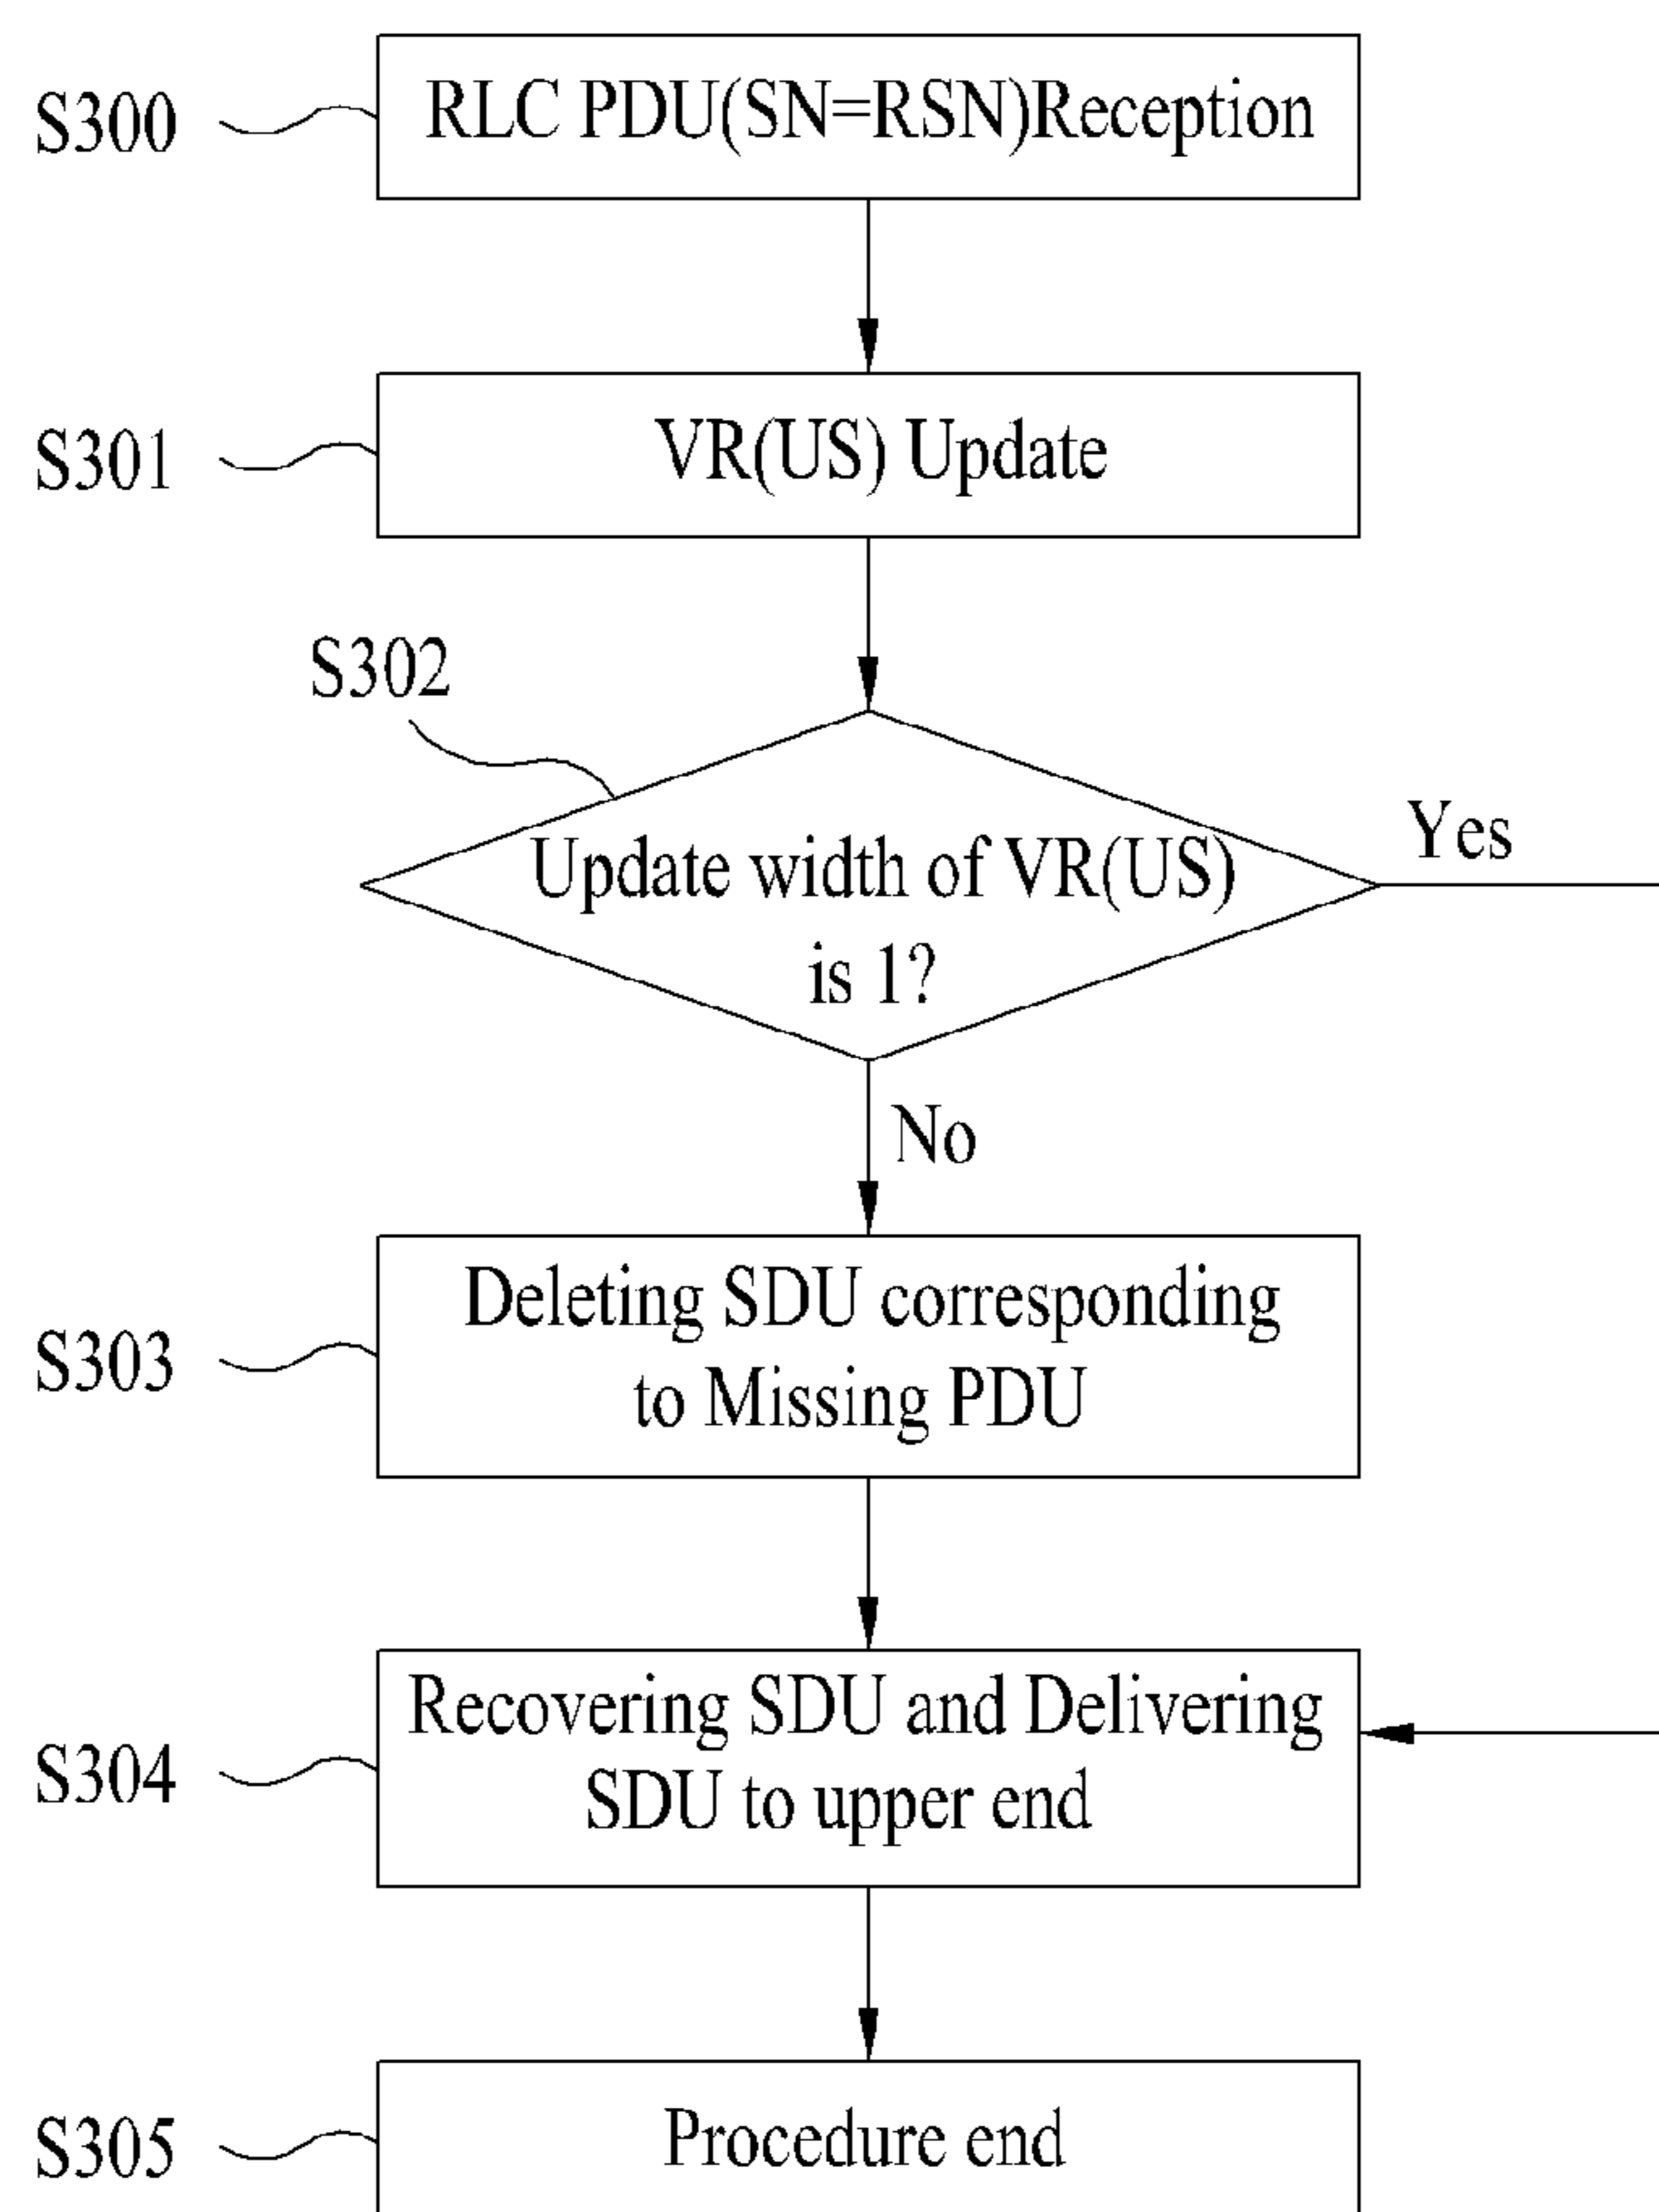 S300
RLC PDU(SN=RSN)Reception
S301
VR(US) Update
S302
Update width of VR(US)
is 1?
Yes
No
S303
Deleting SDU corresponding
to Missing PDU
S304
Recovering SDU and Delivering
SDU to upper end
S305
Procedure end